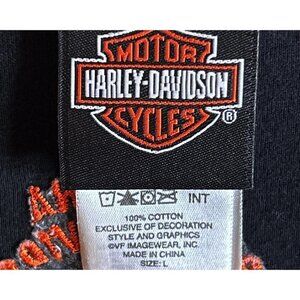 MOTOR
HARLEY-DAVIDSON
CYCLES®
INT
100% COTTON
EXCLUSIVE OF DECORATION
STYLE AND GRAPHICS
©VF IMAGEWEAR, INC.
MADE IN CHINA
SIZE: L